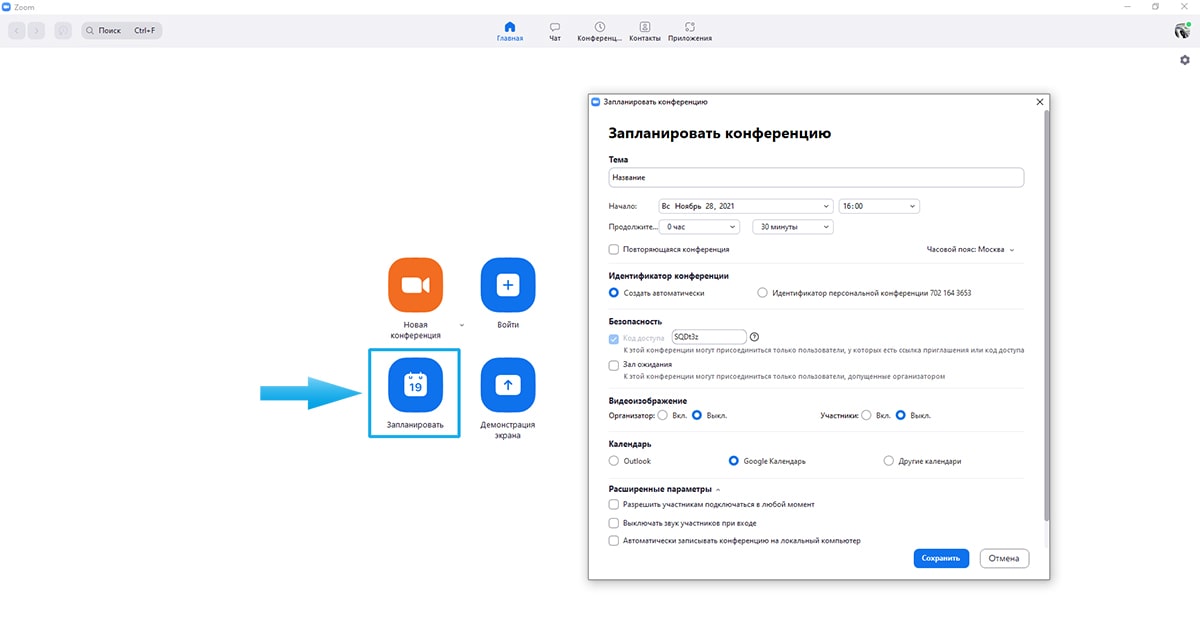 Zoom
Поиск Ctrl+F
Главная Чат Конференц... Контакты Приложения
Новая
конференция
Войти
19
Запланировать
Демонстрация
экрана
Запланировать конференцию
Запланировать конференцию
Тема
Название
Начало: Вс Ноябрь 28, 2021 16:00
Продолжите... 0 час 30 минуты
Повторяющаяся конференция Часовой пояс: Москва
Идентификатор конференции
Создать автоматически Идентификатор персональной конференции 702 164 3653
Безопасность
Код доступа SQDt3z ?
К этой конференции могут присоединиться только пользователи, у которых есть ссылка приглашения или код доступа
Зал ожидания
К этой конференции могут присоединиться только пользователи, допущенные организатором
Видеоизображение
Организатор: Вкл. Выкл. Участники: Вкл. Выкл.
Календарь
Outlook Google Календарь Другие календари
Расширенные параметры
Разрешить участникам подключаться в любой момент
Выключать звук участников при входе
Автоматически записывать конференцию на локальный компьютер
Сохранить Отмена